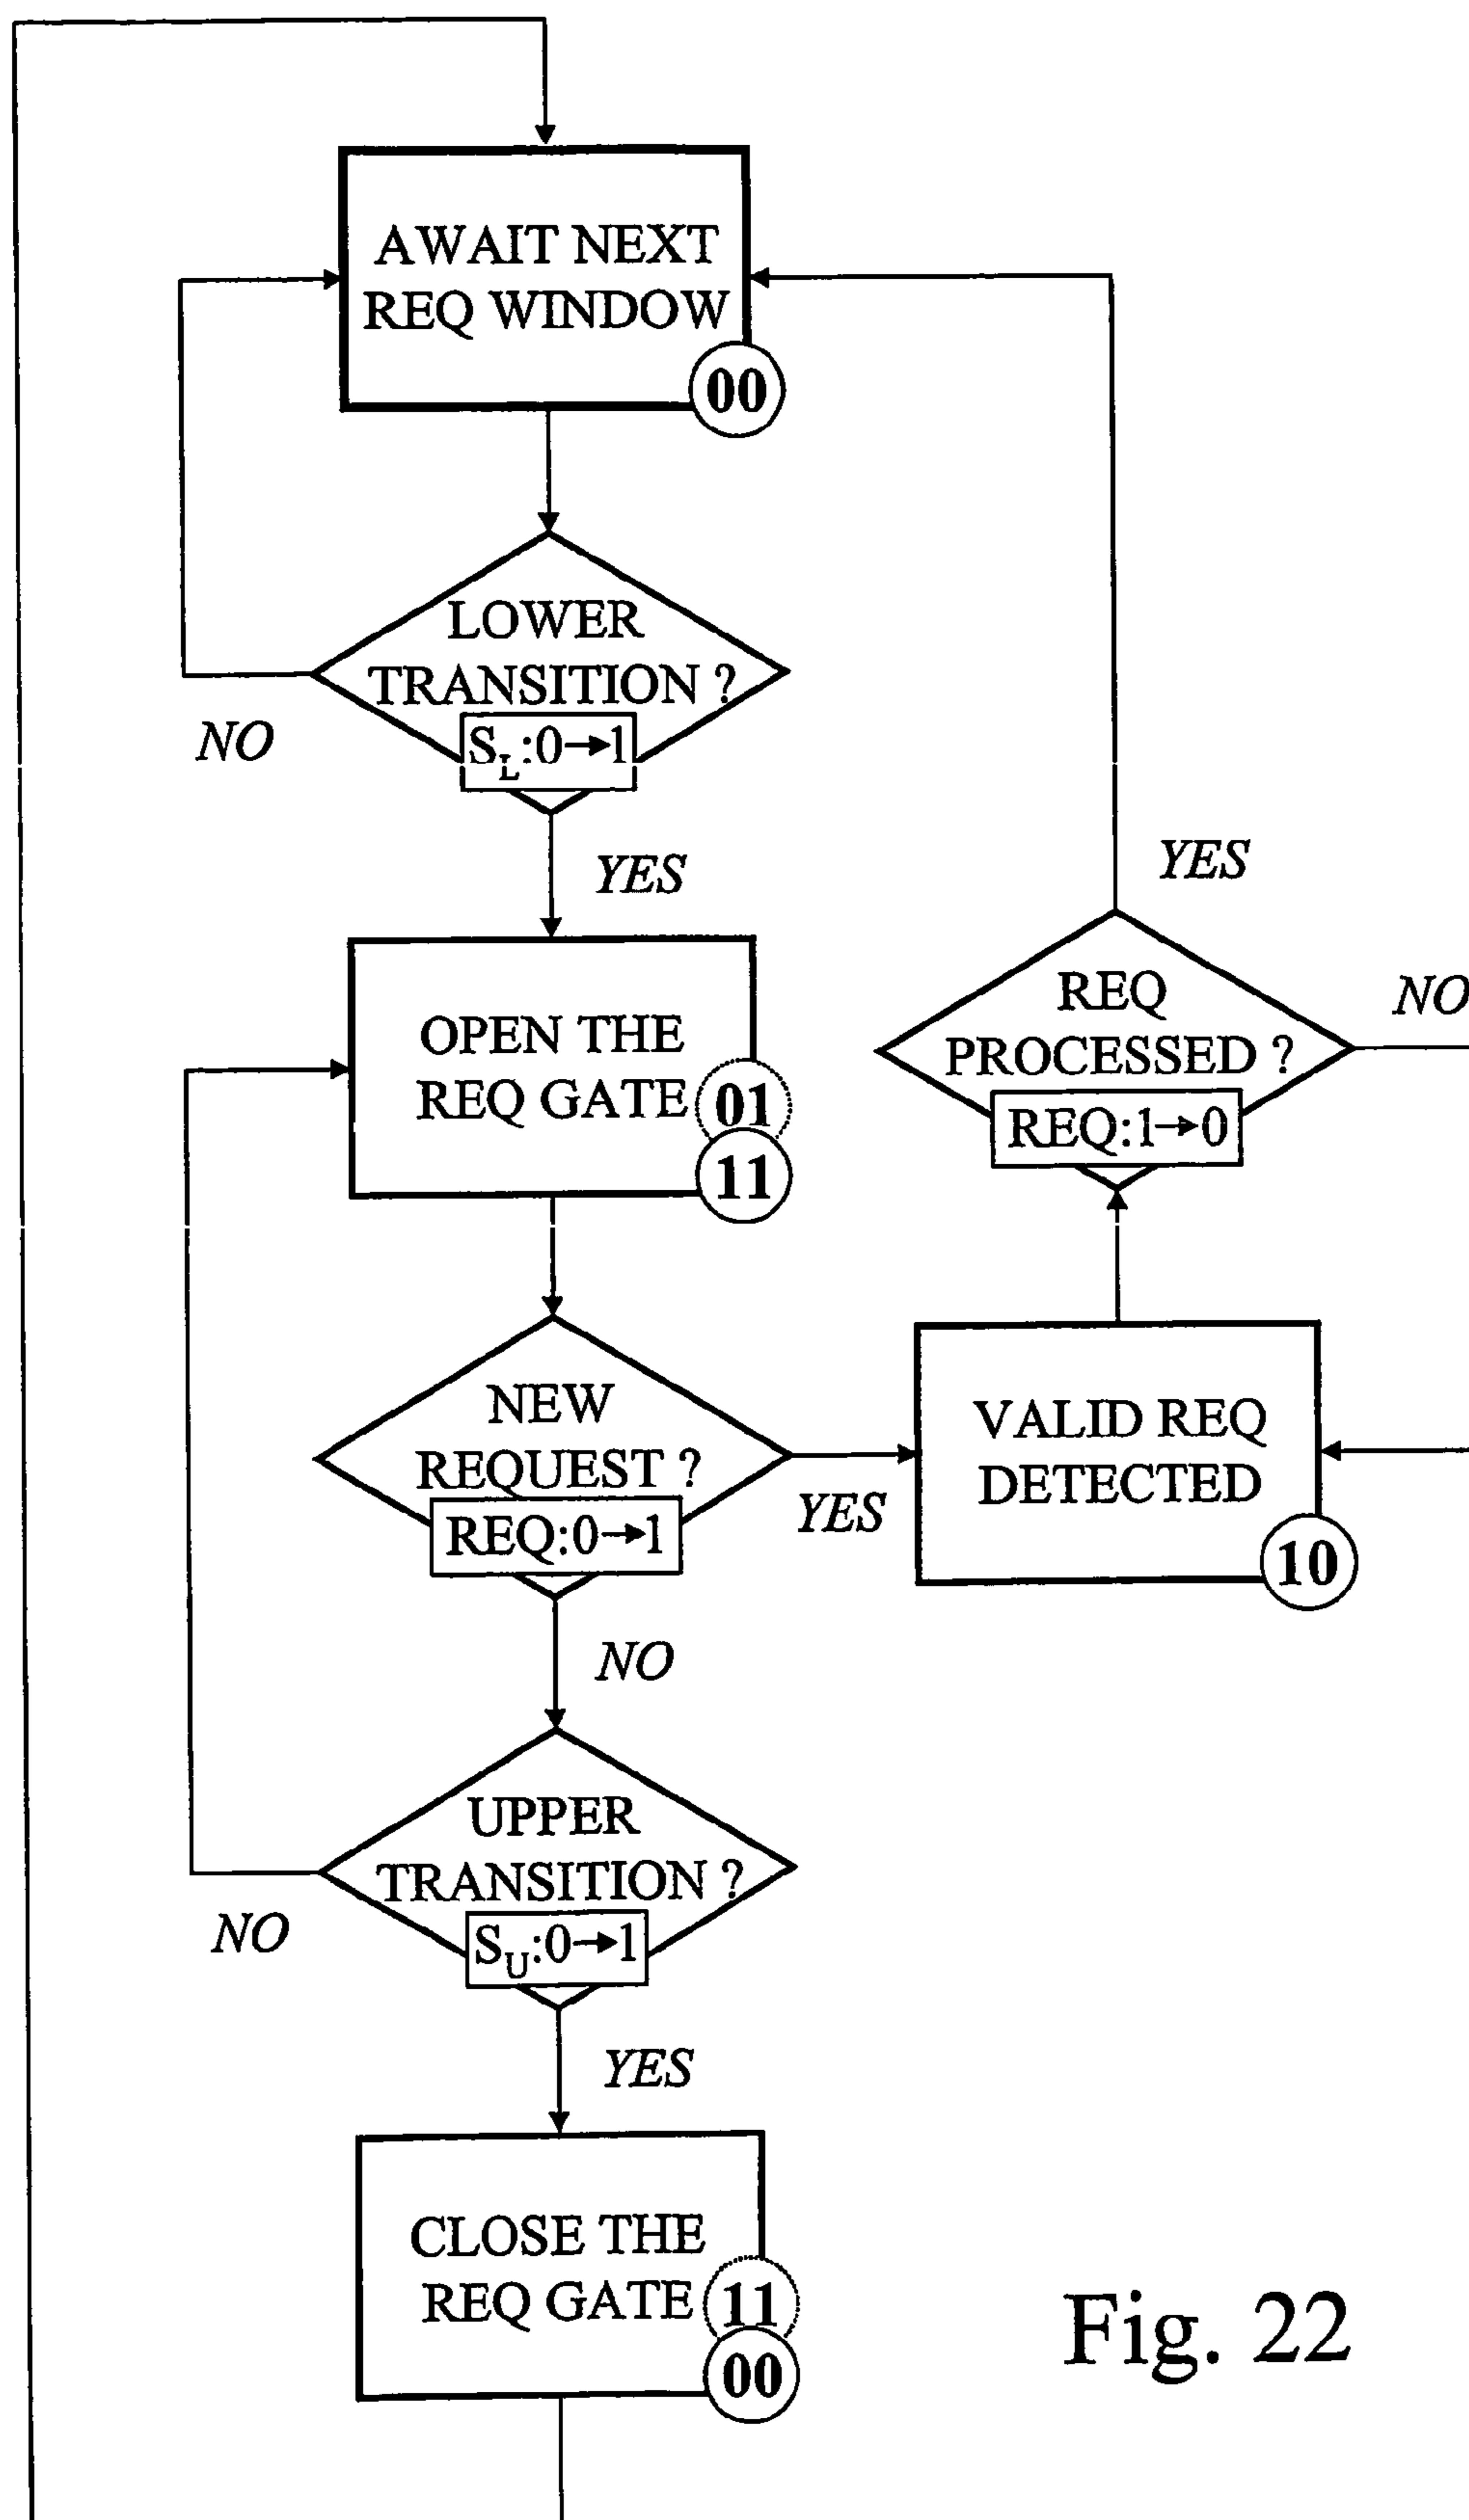 AWAIT NEXT
REQ WINDOW
00
LOWER
TRANSITION ?
S_L:0→1
NO
YES
OPEN THE
REQ GATE
01
11
NEW
REQUEST ?
REQ:0→1
YES
NO
UPPER
TRANSITION ?
S_U:0→1
NO
YES
CLOSE THE
REQ GATE
11
00
YES
REQ
PROCESSED ?
REQ:1→0
NO
VALID REQ
DETECTED
10
Fig. 22